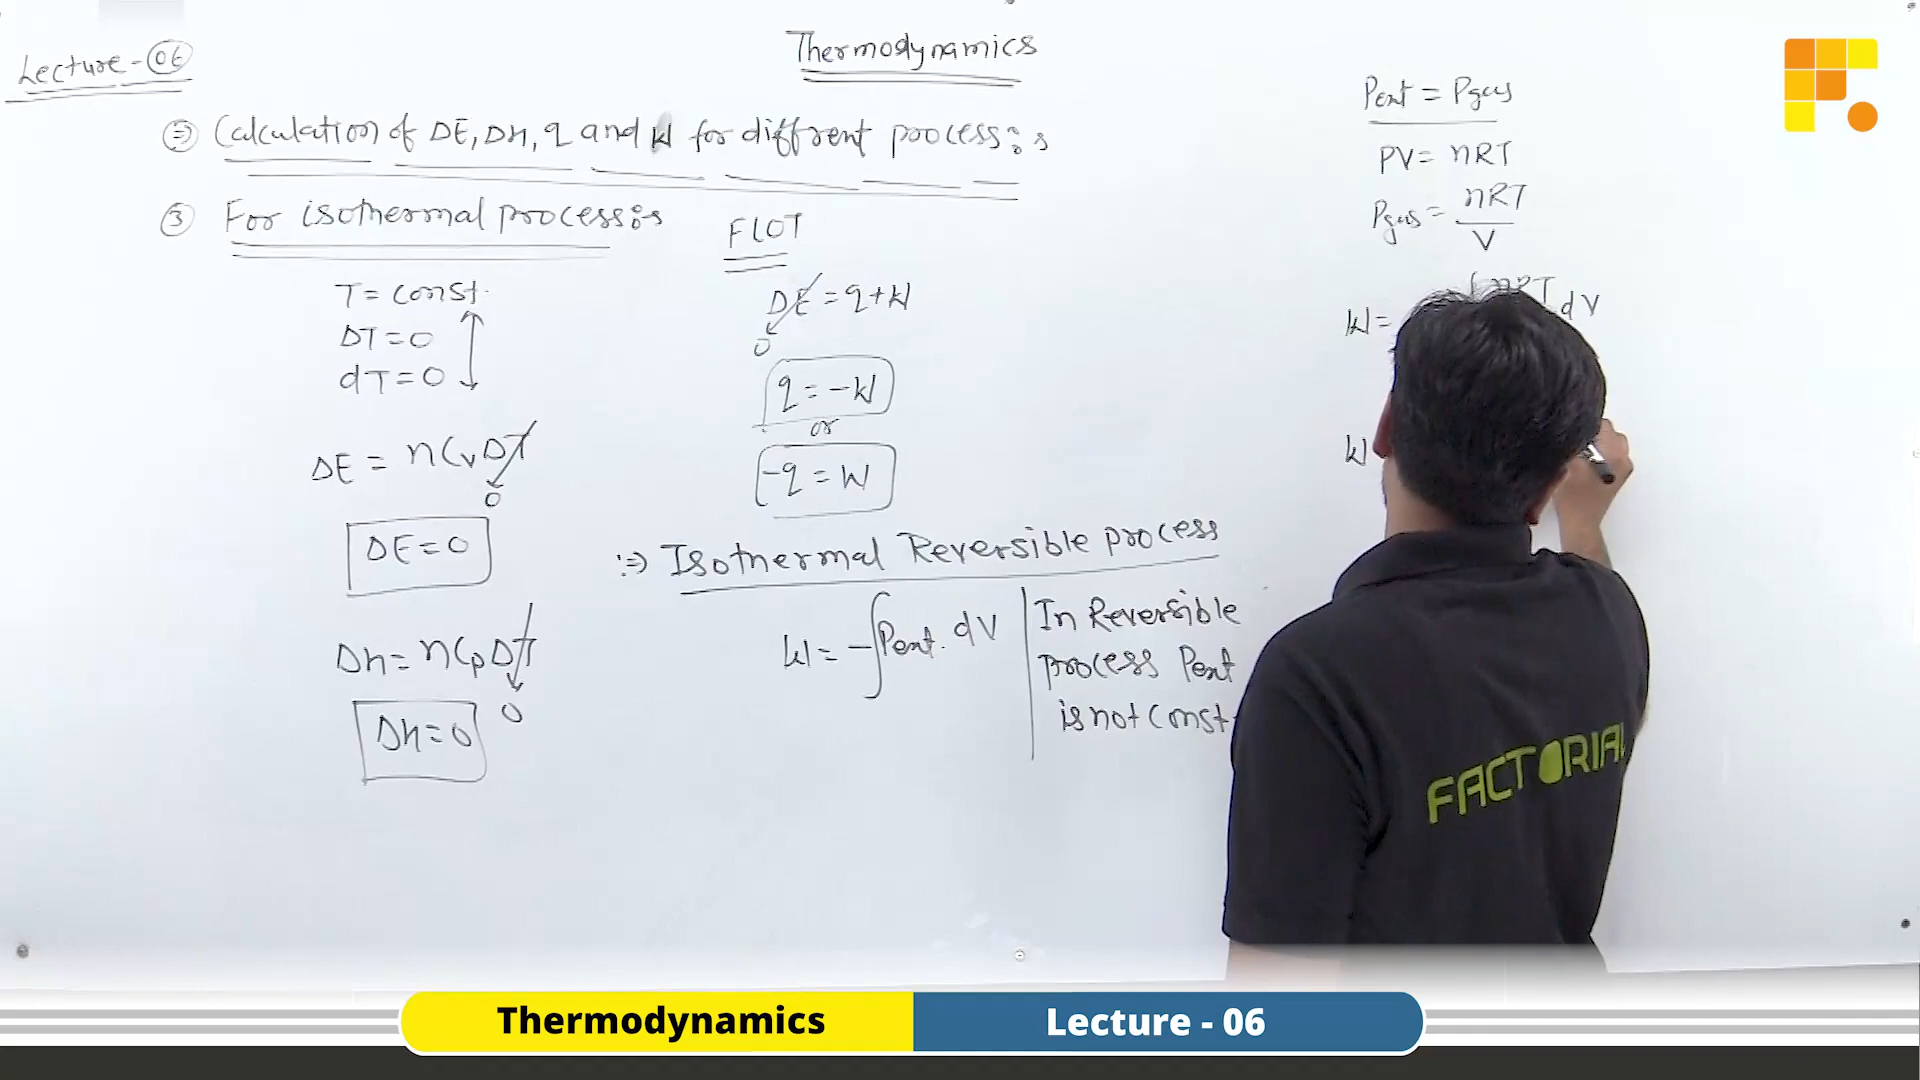 Lecture - 06
Thermodynamics
⇒ Calculation of ΔE, ΔH, q and W for diffrent process:s
③ For isothermal process:s
T = const.
ΔT = 0
dT = 0
ΔE = nCvΔT
0
ΔE = 0
ΔH = nCpΔT
0
ΔH = 0
FLOT
ΔE = q + W
0
q = -W
or
-q = W
:⇒ Isothermal Reversible process
W = -∫Pext. dV
In Reversible
process Pext
is not const
Pext = Pgas
PV = nRT
Pgas = nRT
V
W = dV
W
FACTORIAL
Thermodynamics
Lecture - 06